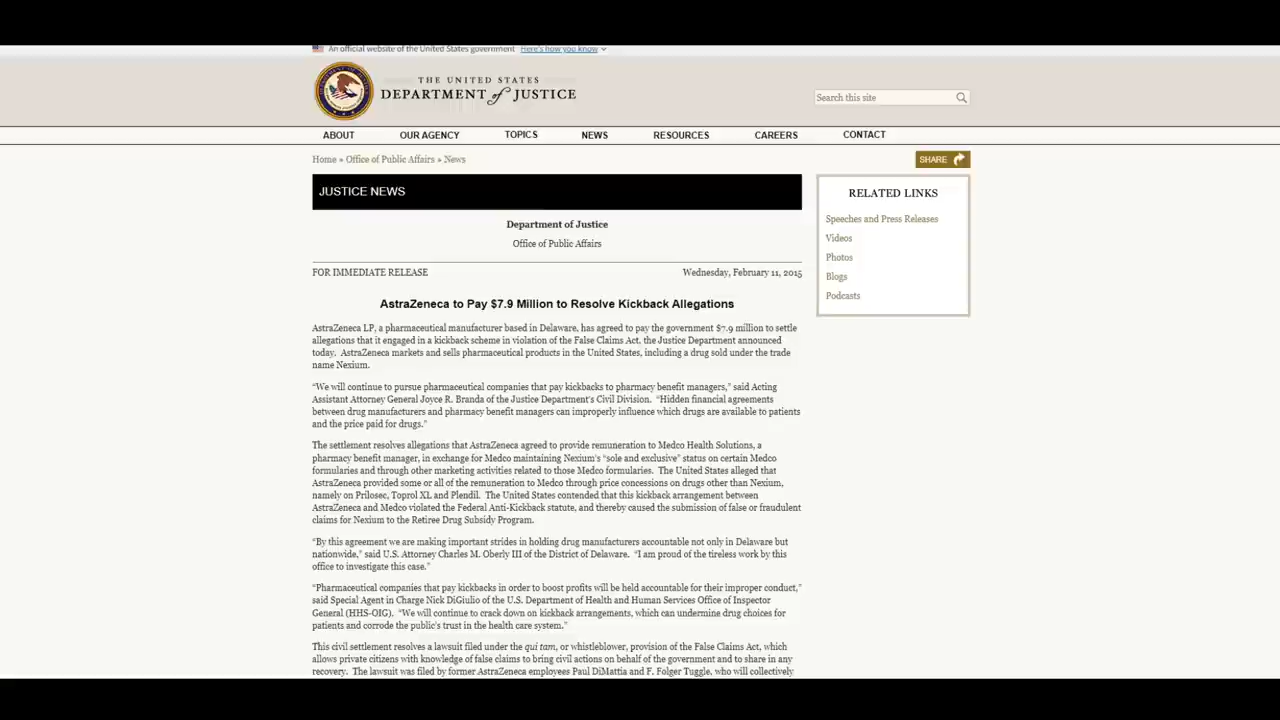 An official website of the United States government Here's how you know
THE UNITED STATES
DEPARTMENT of JUSTICE
Search this site
ABOUT OUR AGENCY TOPICS NEWS RESOURCES CAREERS CONTACT
Home » Office of Public Affairs » News
SHARE
JUSTICE NEWS
Department of Justice
Office of Public Affairs
FOR IMMEDIATE RELEASE Wednesday, February 11, 2015
AstraZeneca to Pay $7.9 Million to Resolve Kickback Allegations
AstraZeneca LP, a pharmaceutical manufacturer based in Delaware, has agreed to pay the government $7.9 million to settle
allegations that it engaged in a kickback scheme in violation of the False Claims Act, the Justice Department announced
today.  AstraZeneca markets and sells pharmaceutical products in the United States, including a drug sold under the trade
name Nexium.
“We will continue to pursue pharmaceutical companies that pay kickbacks to pharmacy benefit managers,” said Acting
Assistant Attorney General Joyce R. Branda of the Justice Department’s Civil Division.  “Hidden financial agreements
between drug manufacturers and pharmacy benefit managers can improperly influence which drugs are available to patients
and the price paid for drugs.”
The settlement resolves allegations that AstraZeneca agreed to provide remuneration to Medco Health Solutions, a
pharmacy benefit manager, in exchange for Medco maintaining Nexium’s “sole and exclusive” status on certain Medco
formularies and through other marketing activities related to those Medco formularies.  The United States alleged that
AstraZeneca provided some or all of the remuneration to Medco through price concessions on drugs other than Nexium,
namely on Prilosec, Toprol XL and Plendil.  The United States contended that this kickback arrangement between
AstraZeneca and Medco violated the Federal Anti-Kickback statute, and thereby caused the submission of false or fraudulent
claims for Nexium to the Retiree Drug Subsidy Program.
“By this agreement we are making important strides in holding drug manufacturers accountable not only in Delaware but
nationwide,” said U.S. Attorney Charles M. Oberly III of the District of Delaware.  “I am proud of the tireless work by this
office to investigate this case.”
“Pharmaceutical companies that pay kickbacks in order to boost profits will be held accountable for their improper conduct,”
said Special Agent in Charge Nick DiGiulio of the U.S. Department of Health and Human Services Office of Inspector
General (HHS-OIG).  “We will continue to crack down on kickback arrangements, which can undermine drug choices for
patients and corrode the public’s trust in the health care system.”
This civil settlement resolves a lawsuit filed under the qui tam, or whistleblower, provision of the False Claims Act, which
allows private citizens with knowledge of false claims to bring civil actions on behalf of the government and to share in any
recovery.  The lawsuit was filed by former AstraZeneca employees Paul DiMattia and F. Folger Tuggle, who will collectively
RELATED LINKS
Speeches and Press Releases
Videos
Photos
Blogs
Podcasts